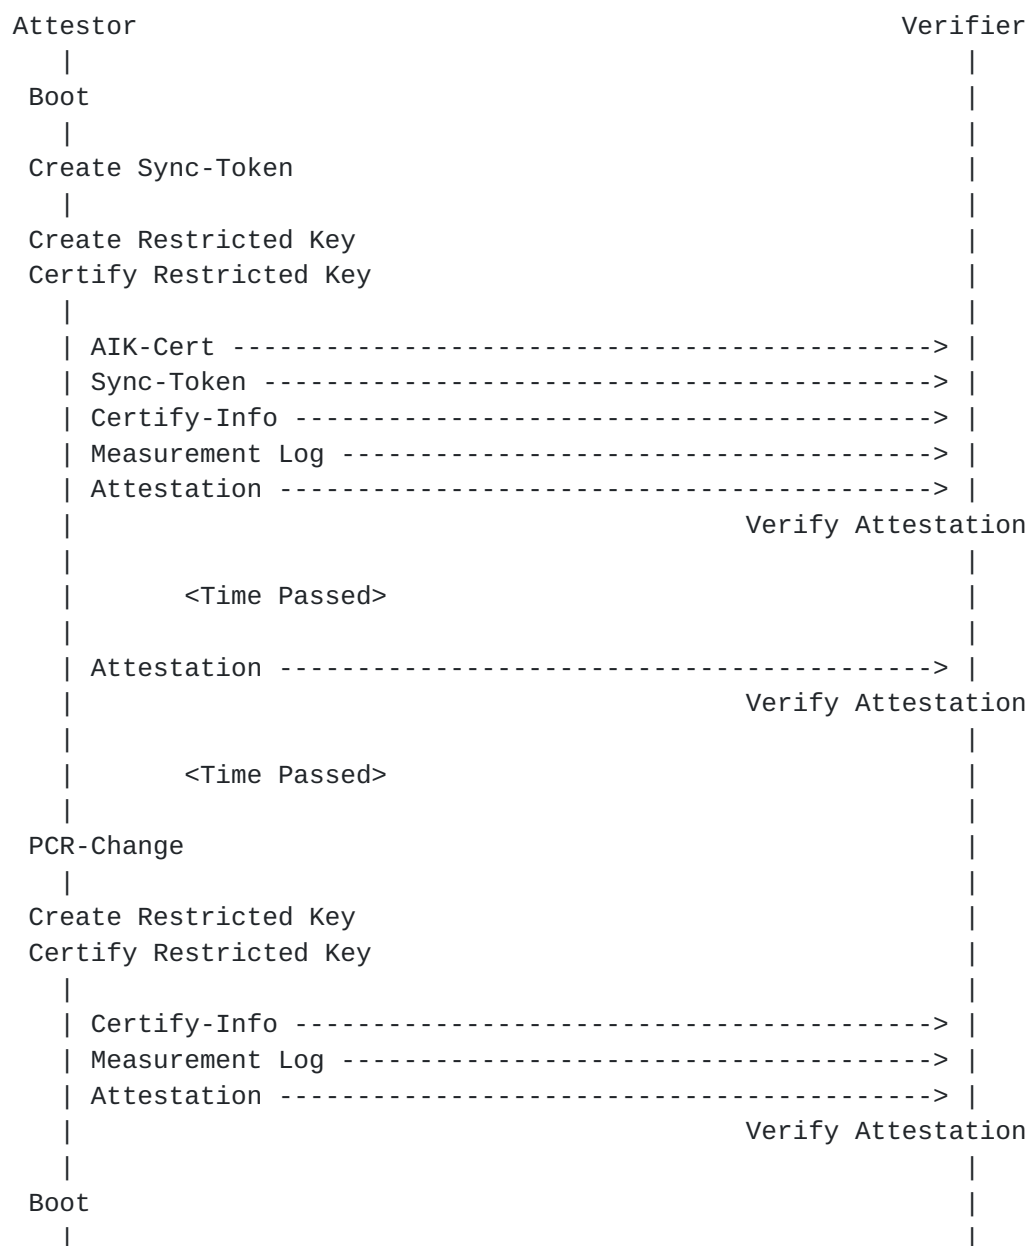 Attestor                                                 Verifier
   |                                                          |
 Boot                                                         |
   |                                                          |
 Create Sync-Token                                            |
   |                                                          |
 Create Restricted Key                                        |
 Certify Restricted Key                                       |
   |                                                          |
   | AIK-Cert ---------------------------------------------> |
   | Sync-Token -------------------------------------------> |
   | Certify-Info -----------------------------------------> |
   | Measurement Log --------------------------------------> |
   | Attestation ------------------------------------------> |
   |                                           Verify Attestation
   |                                                          |
   |       <Time Passed>                                      |
   |                                                          |
   | Attestation ------------------------------------------> |
   |                                           Verify Attestation
   |                                                          |
   |       <Time Passed>                                      |
   |                                                          |
 PCR-Change                                                   |
   |                                                          |
 Create Restricted Key                                        |
 Certify Restricted Key                                       |
   |                                                          |
   | Certify-Info -----------------------------------------> |
   | Measurement Log --------------------------------------> |
   | Attestation ------------------------------------------> |
   |                                           Verify Attestation
   |                                                          |
 Boot                                                         |
   |                                                          |